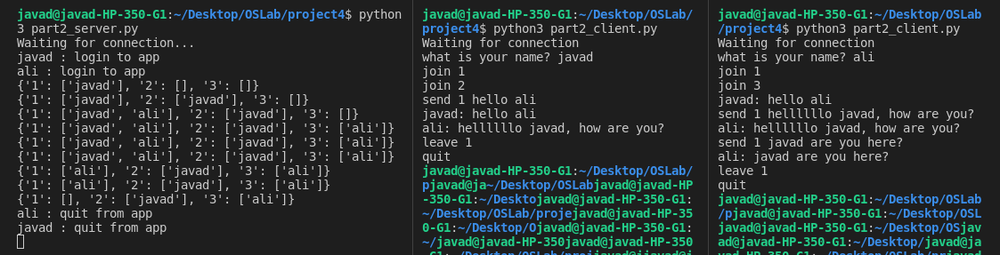 javad@javad-HP-350-G1:~/Desktop/OSLab/project4$ python
3 part2_server.py
Waiting for connection...
javad : login to app
ali : login to app
{'1': ['javad'], '2': [], '3': []}
{'1': ['javad'], '2': ['javad'], '3': []}
{'1': ['javad', 'ali'], '2': ['javad'], '3': []}
{'1': ['javad', 'ali'], '2': ['javad'], '3': ['ali']}
{'1': ['javad', 'ali'], '2': ['javad'], '3': ['ali']}
{'1': ['javad', 'ali'], '2': ['javad'], '3': ['ali']}
{'1': ['ali'], '2': ['javad'], '3': ['ali']}
{'1': ['ali'], '2': ['javad'], '3': ['ali']}
{'1': [], '2': ['javad'], '3': ['ali']}
ali : quit from app
javad : quit from app
javad@javad-HP-350-G1:~/Desktop/OSLab/
project4$ python3 part2_client.py
Waiting for connection
what is your name? javad
join 1
join 2
send 1 hello ali
javad: hello ali
ali: hellllllo javad, how are you?
leave 1
quit
javad@javad-HP-350-G1:~/Desktop/OSLab/
pjavad@ja~/Desktop/OSLabjavad@javad-HP
-350-G1:~/Desktojavad@javad-HP-350-G1:
~/Desktop/OSLab/projejavad@javad-HP-35
0-G1:~/Desktop/Ojavad@javad-HP-350-G1:
~/javad@javad-HP-350javad@javad-HP-350
javad@javad-HP-350-G1:~/Desktop/OSLab
/project4$ python3 part2_client.py
Waiting for connection
what is your name? ali
join 1
join 3
javad: hello ali
send 1 hellllllo javad, how are you?
ali: hellllllo javad, how are you?
send 1 javad are you here?
ali: javad are you here?
leave 1
quit
javad@javad-HP-350-G1:~/Desktop/OSLab
/pjavad@javad-HP-350-G1:~/Desktop/OSL
javad@javad-HP-350-G1:~/Desktop/OSjav
ad@javad-HP-350-G1:~/Desktop/javad@ja
vad-HP-350-G1:~/Desktop/OSLab/project